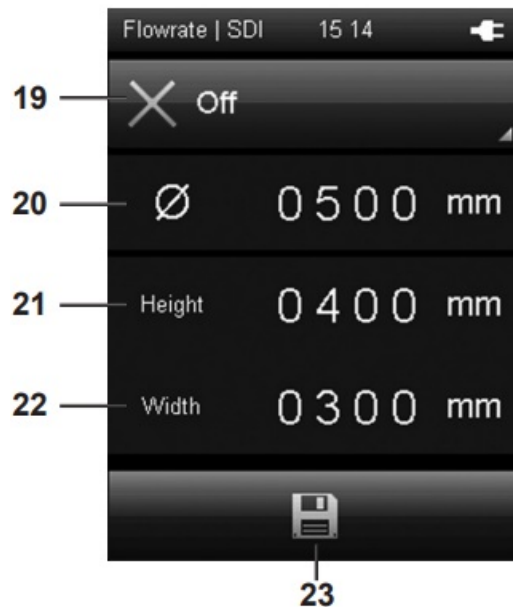 Flowrate | SDI 15 14
19 Off
20 Ø 0500 mm
21 Height 0400 mm
22 Width 0300 mm
23